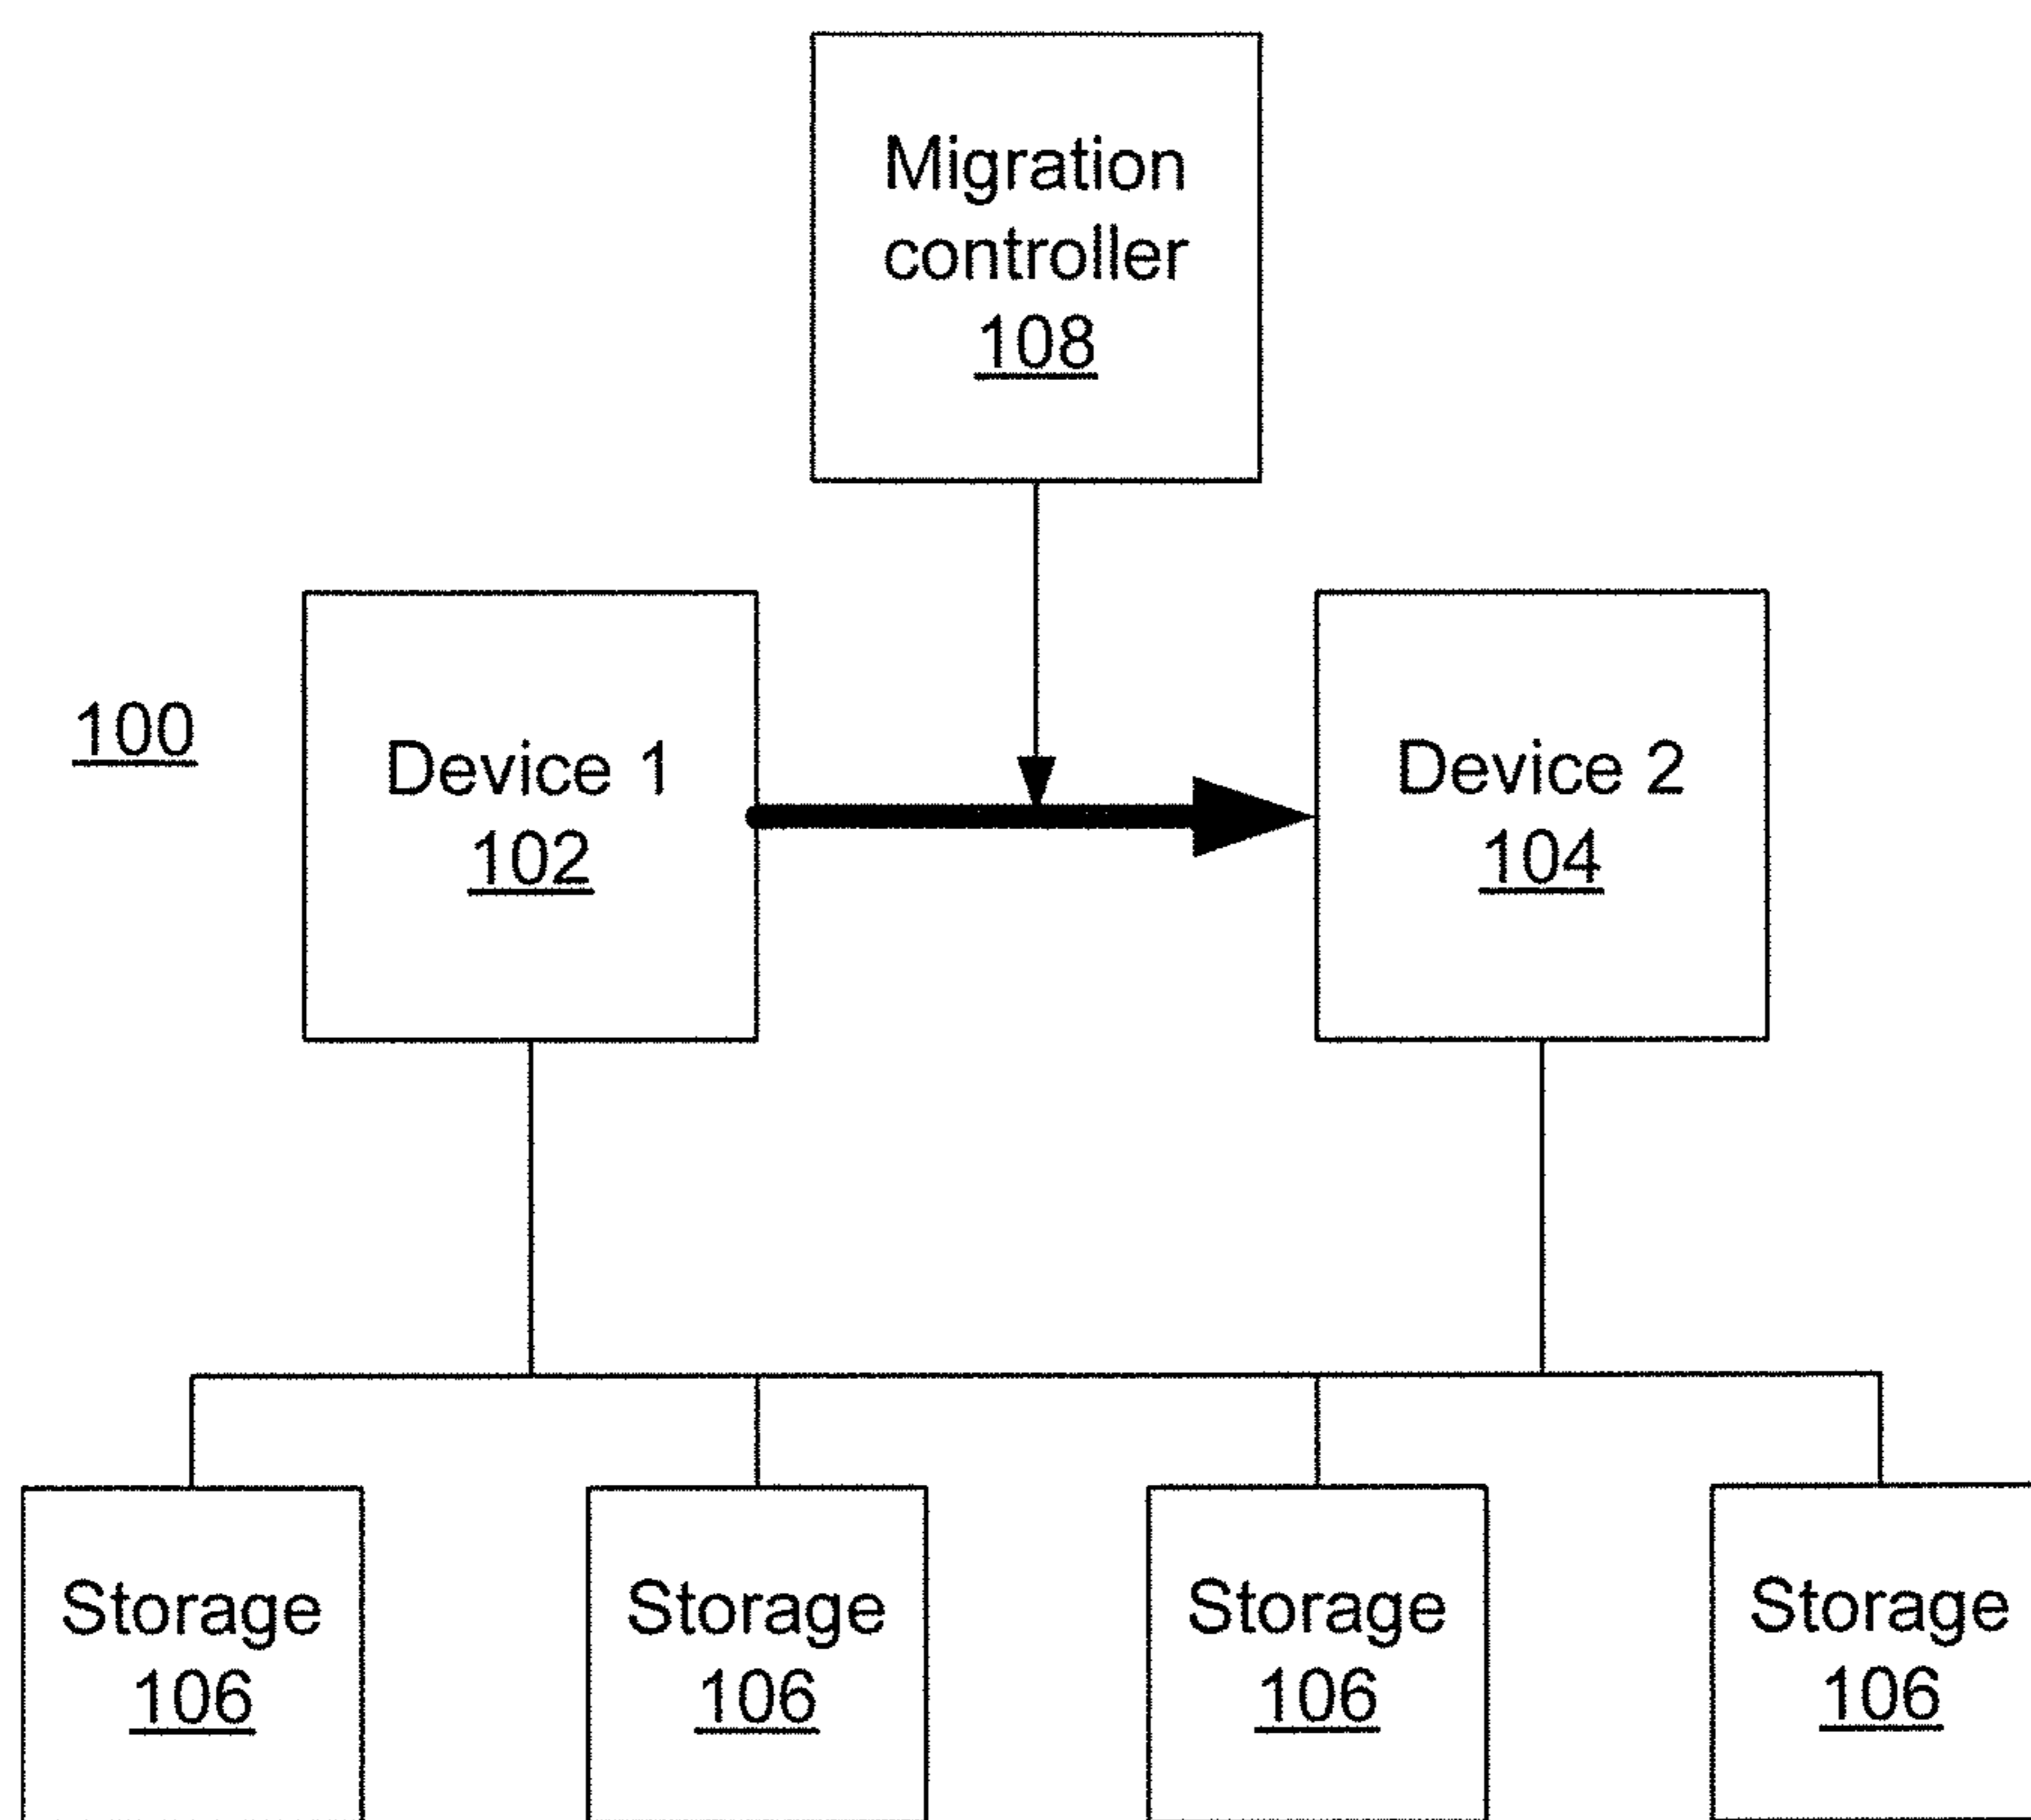 Migration
controller
108
100
Device 1
102
Device 2
104
Storage
106
Storage
106
Storage
106
Storage
106